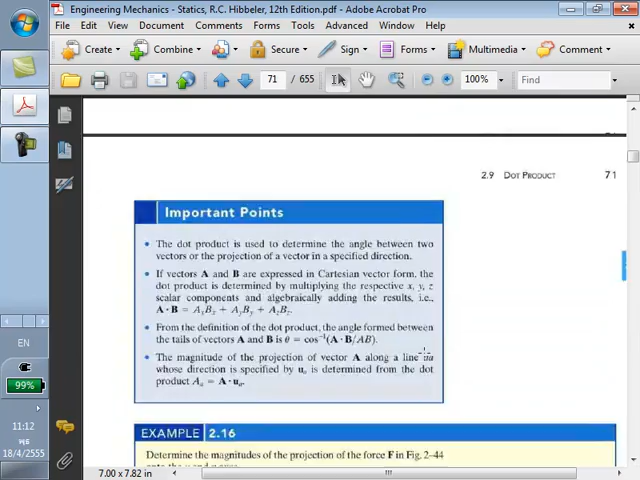 Engineering Mechanics - Statics, R.C. Hibbeler, 12th Edition.pdf - Adobe Acrobat Pro
File Edit View Document Comments Forms Tools Advanced Window Help
Create Combine Secure Sign Forms Multimedia Comment
71 / 655 100% Find
2.9 DOT PRODUCT 71
Important Points
• The dot product is used to determine the angle between two
vectors or the projection of a vector in a specified direction.
• If vectors A and B are expressed in Cartesian vector form, the
dot product is determined by multiplying the respective x, y, z
scalar components and algebraically adding the results, i.e.,
A · B = AₓBₓ + AᵧBᵧ + A_zB_z.
• From the definition of the dot product, the angle formed between
the tails of vectors A and B is θ = cos⁻¹(A · B/AB).
• The magnitude of the projection of vector A along a line aa
whose direction is specified by uₐ is determined from the dot
product Aₐ = A · uₐ.
EXAMPLE 2.16
Determine the magnitudes of the projection of the force F in Fig. 2–44
EN
99%
11:12
18/4/2555
7.00 x 7.82 in